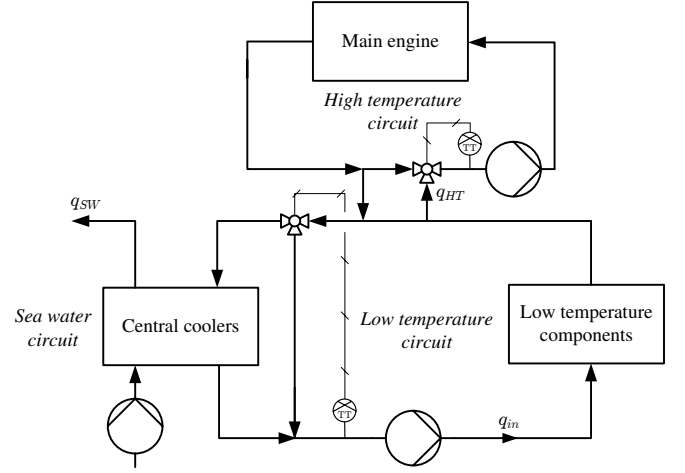 Main engine
High temperature
circuit
TT
q_HT
q_SW
Sea water
circuit
Central coolers
Low temperature
circuit
Low temperature
components
TT
q_in